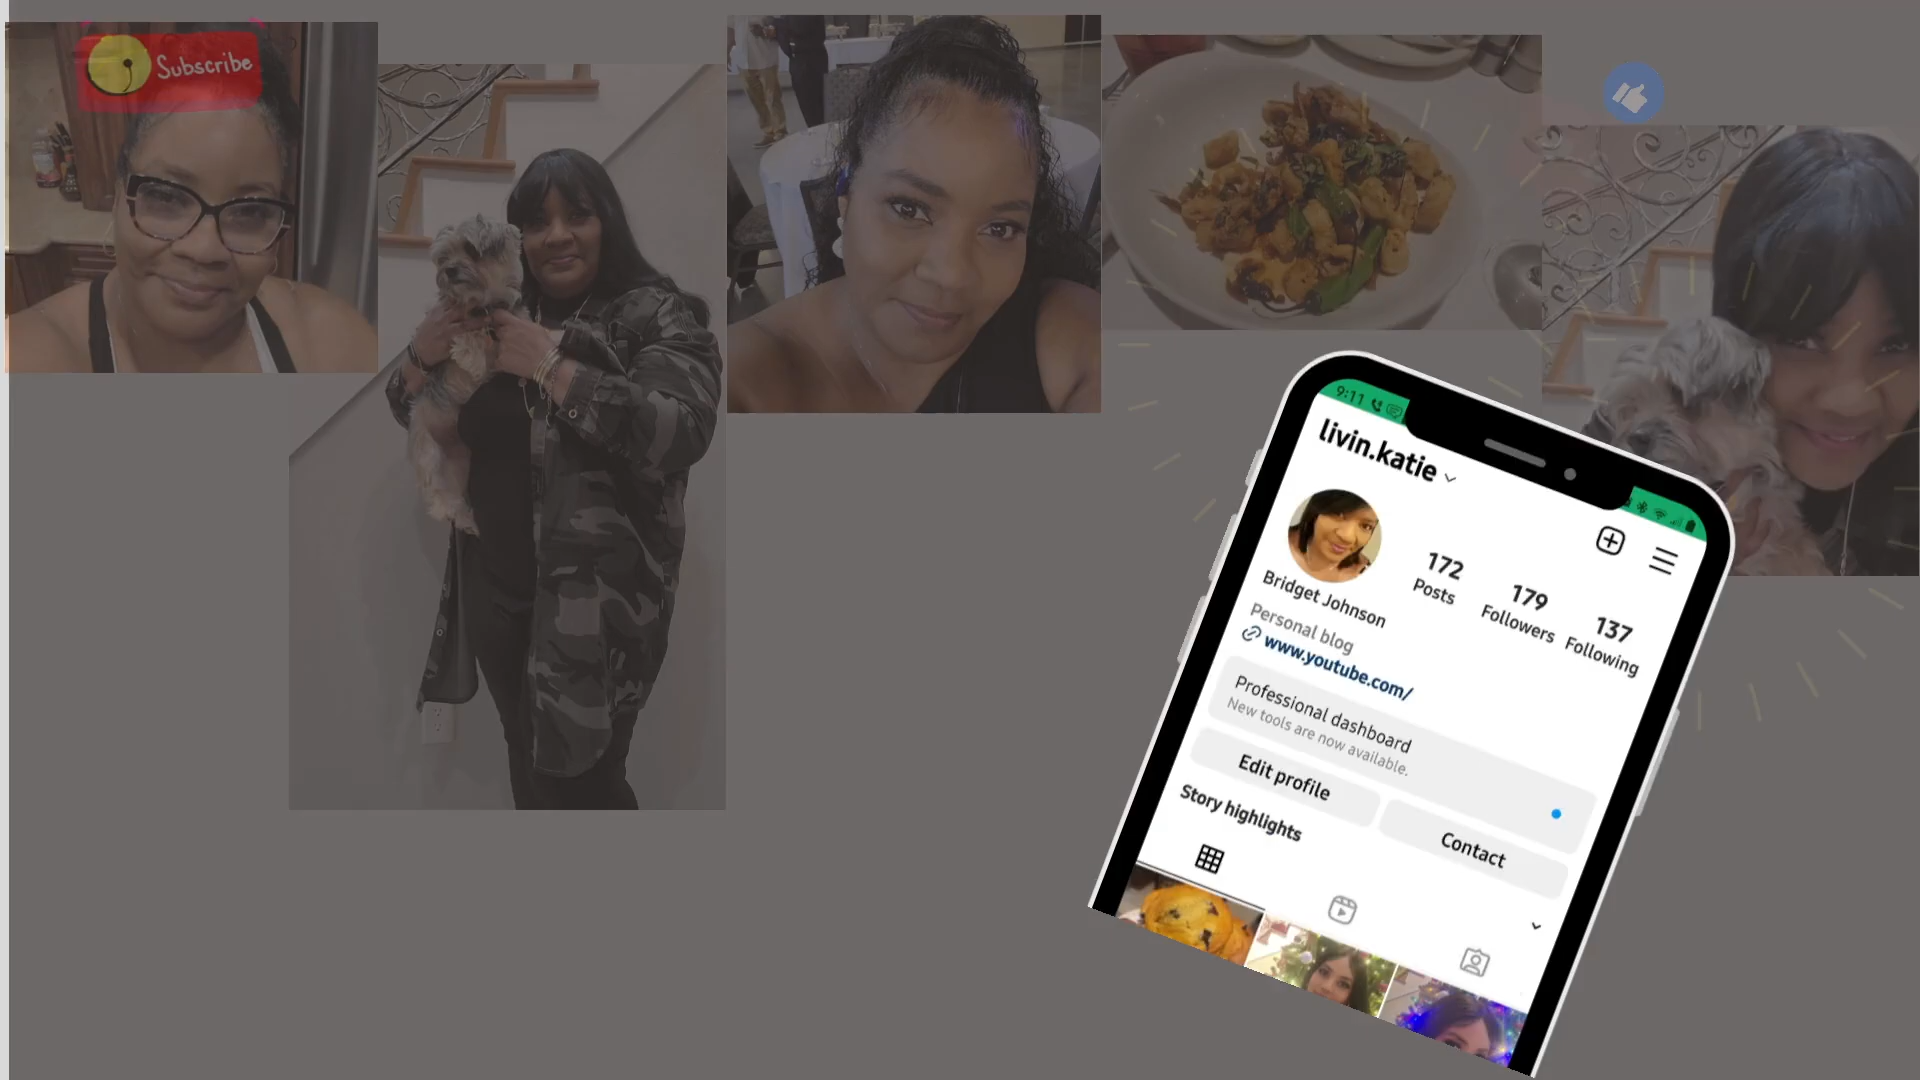 Subscribe
9:11
livin.katie
172
Posts
179
Followers
137
Following
Bridget Johnson
Personal blog
www.youtube.com/
Professional dashboard
New tools are now available.
Edit profile
Contact
Story highlights